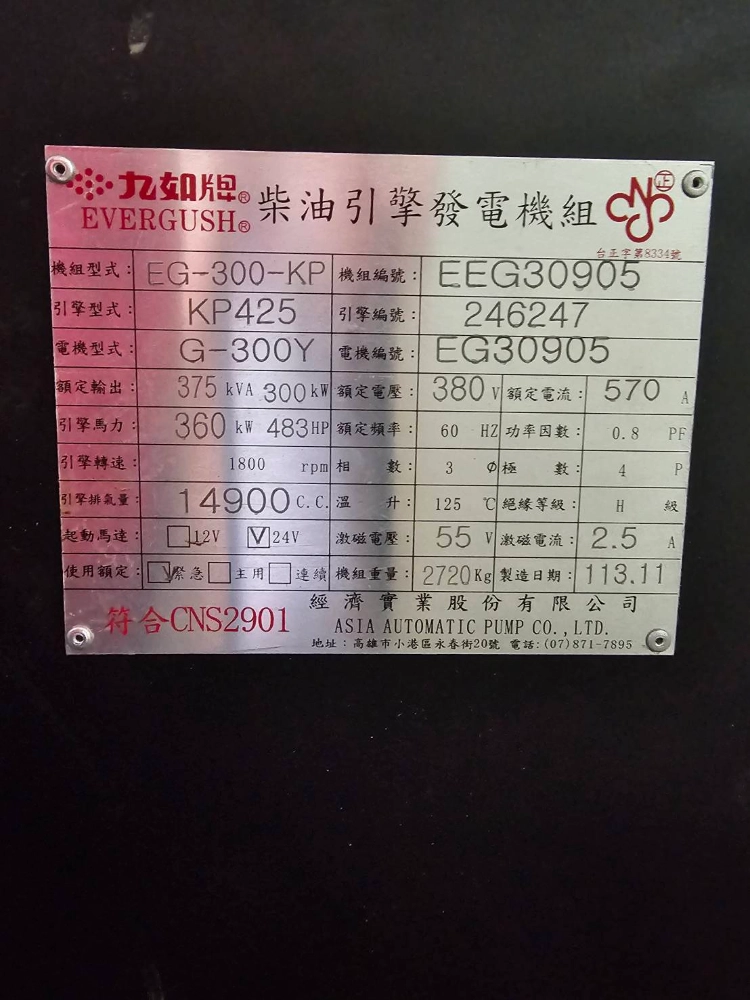 九如牌® 柴油引擎發電機組 正
EVERGUSH®
台正字第8334號
機組型式: EG-300-KP 機組編號: EEG30905
引擎型式: KP425 引擎編號: 246247
電機型式: G-300Y 電機編號: EG30905
額定輸出: 375 kVA 300 kW 額定電壓: 380 V 額定電流: 570 A
引擎馬力: 360 kW 483 HP 額定頻率: 60 HZ 功率因數: 0.8 PF
引擎轉速: 1800 rpm 相數: 3 Φ 極數: 4 P
引擎排氣量: 14900 C.C. 溫升: 125 ℃ 絕緣等級: H 級
起動馬達: □12V ☑24V 激磁電壓: 55 V 激磁電流: 2.5 A
使用額定: ☑緊急 □主用 □連續 機組重量: 2720 Kg 製造日期: 113.11
符合CNS2901 經濟實業股份有限公司
ASIA AUTOMATIC PUMP CO.,LTD.
地址:高雄市小港區永春街20號 電話:(07)871-7895